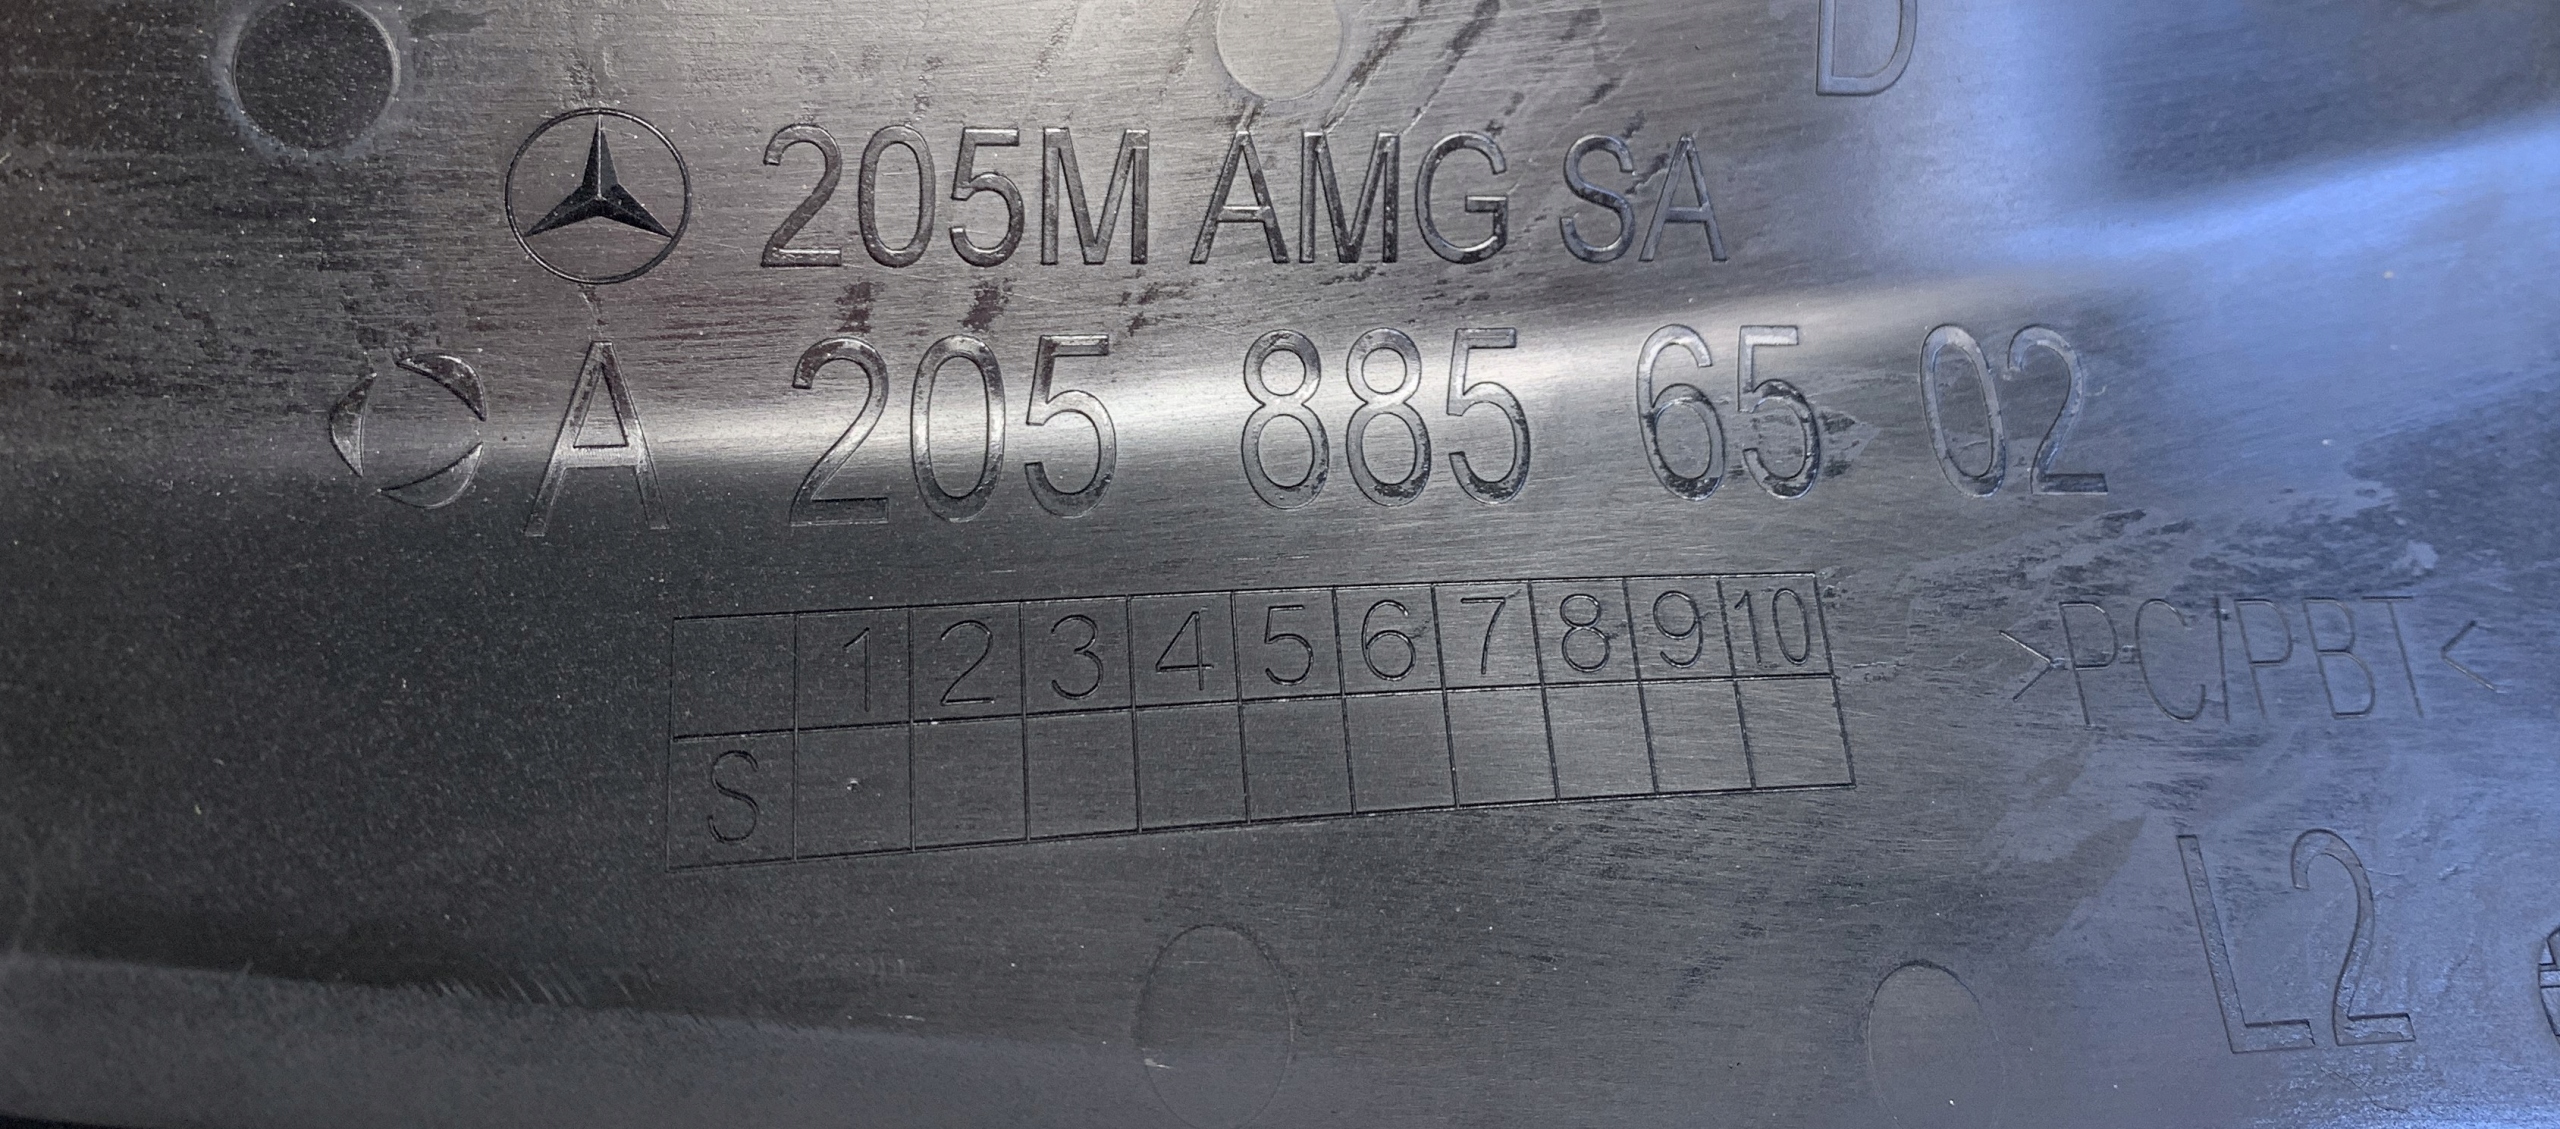 D
205M AMG SA
A 205 885 65 02
1 2 3 4 5 6 7 8 9 10
S
>PC/PBT<
L2